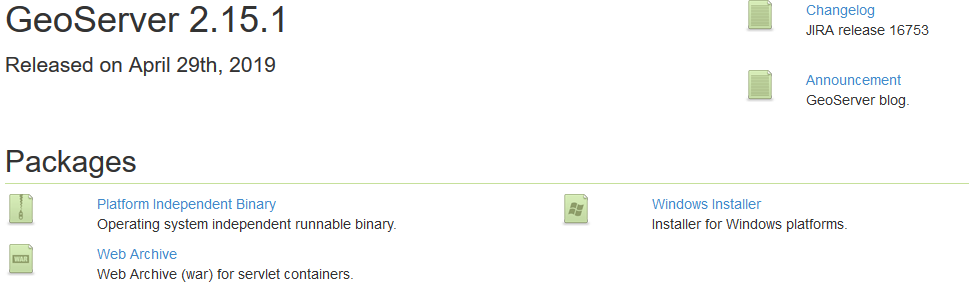 GeoServer 2.15.1
Released on April 29th, 2019
Changelog
JIRA release 16753
Announcement
GeoServer blog.
Packages
Platform Independent Binary
Operating system independent runnable binary.
Windows Installer
Installer for Windows platforms.
WAR
Web Archive
Web Archive (war) for servlet containers.